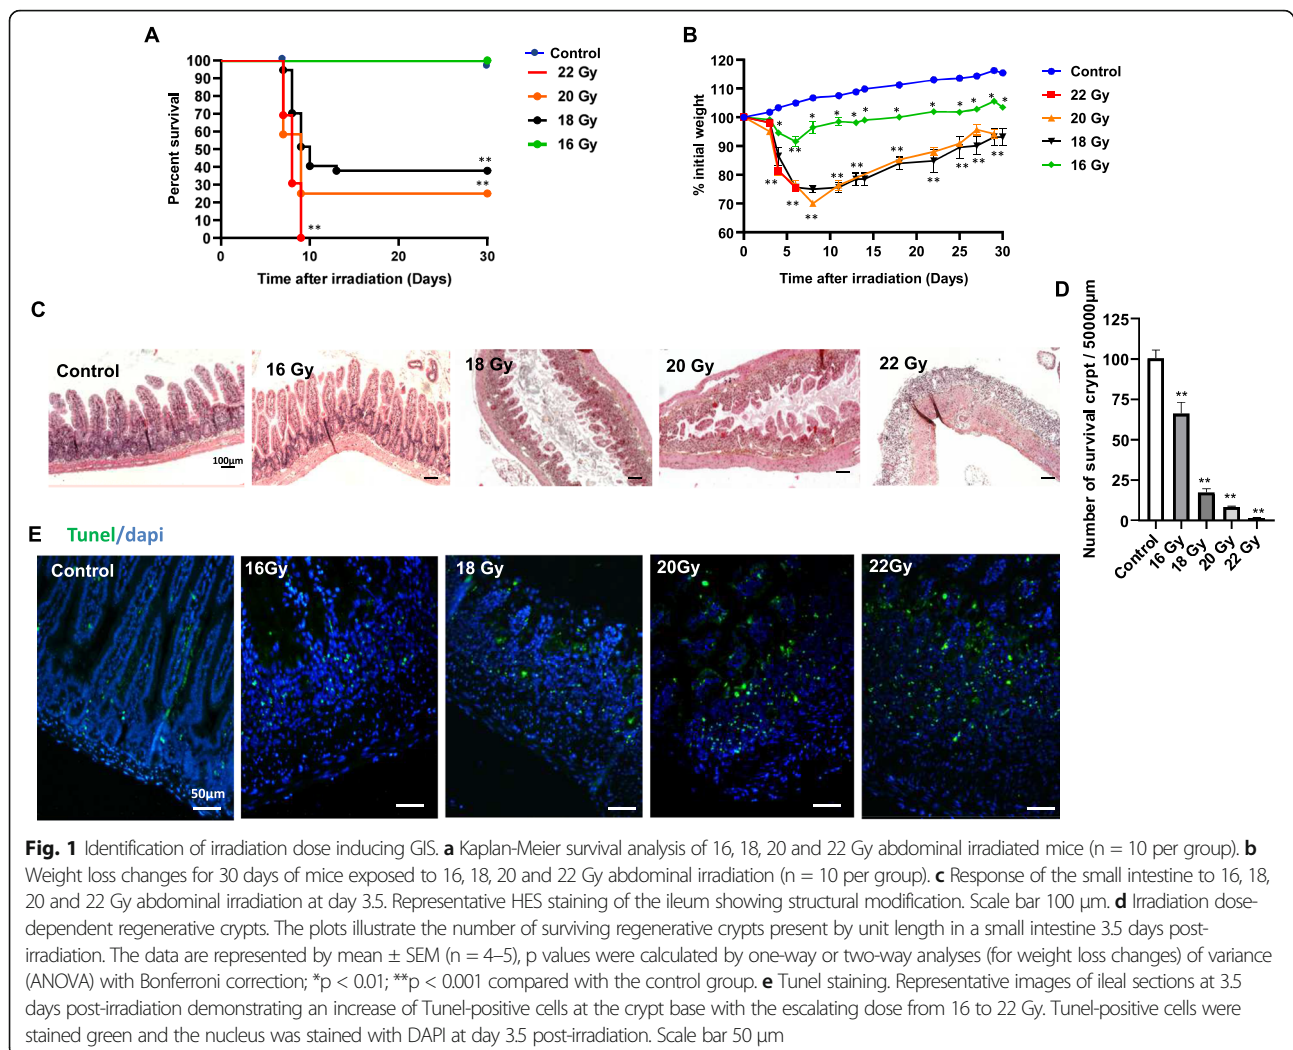 A
Percent survival
100
90
80
70
60
50
40
30
20
10
0
0
10
20
30
Time after irradiation (Days)
**
**
**
Control
22 Gy
20 Gy
18 Gy
16 Gy
B
% initial weight
120
110
100
90
80
70
60
0
5
10
15
20
25
30
Time after irradiation (Days)
* * * * * * * * * *
** ** ** ** ** ** ** ** ** **
Control
22 Gy
20 Gy
18 Gy
16 Gy
C
Control
100µm
16 Gy
18 Gy
20 Gy
22 Gy
D
Number of survival crypt / 50000µm
125
100
75
50
25
0
**
**
**
**
Control
16 Gy
18 Gy
20 Gy
22 Gy
E Tunel/dapi
Control
50µm
16Gy
18 Gy
20Gy
22Gy
Fig. 1 Identification of irradiation dose inducing GIS. a Kaplan-Meier survival analysis of 16, 18, 20 and 22 Gy abdominal irradiated mice (n = 10 per group). b
Weight loss changes for 30 days of mice exposed to 16, 18, 20 and 22 Gy abdominal irradiation (n = 10 per group). c Response of the small intestine to 16, 18,
20 and 22 Gy abdominal irradiation at day 3.5. Representative HES staining of the ileum showing structural modification. Scale bar 100 µm. d Irradiation dose-
dependent regenerative crypts. The plots illustrate the number of surviving regenerative crypts present by unit length in a small intestine 3.5 days post-
irradiation. The data are represented by mean ± SEM (n = 4–5), p values were calculated by one-way or two-way analyses (for weight loss changes) of variance
(ANOVA) with Bonferroni correction; *p < 0.01; **p < 0.001 compared with the control group. e Tunel staining. Representative images of ileal sections at 3.5
days post-irradiation demonstrating an increase of Tunel-positive cells at the crypt base with the escalating dose from 16 to 22 Gy. Tunel-positive cells were
stained green and the nucleus was stained with DAPI at day 3.5 post-irradiation. Scale bar 50 µm